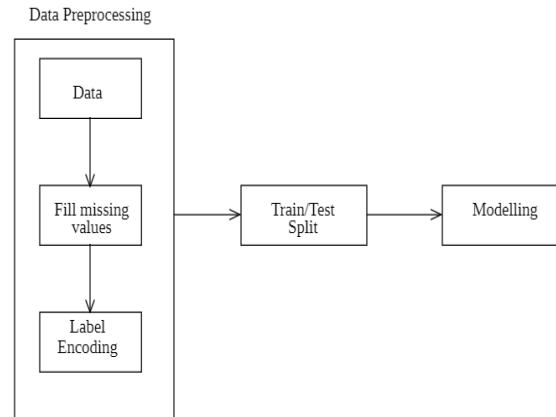 Data Preprocessing
Data
Fill missing
values
Label
Encoding
Train/Test
Split
Modelling